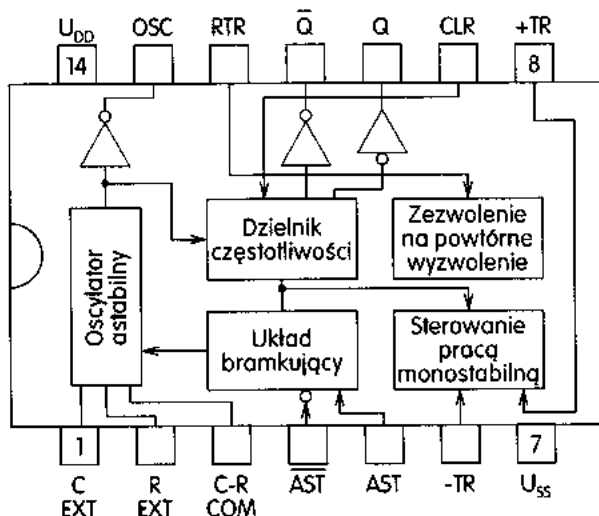 U_DD OSC RTR Q̅ Q CLR +TR
14 8
Dzielnik
częstotliwości
Zezwolenie
na powtórne
wyzwolenie
Oscylator
astabilny
Układ
bramkujący
Sterowanie
pracą
monostabilną
1 7
C
EXT
R
EXT
C-R
COM
A̅S̅T̅ AST -TR U_SS